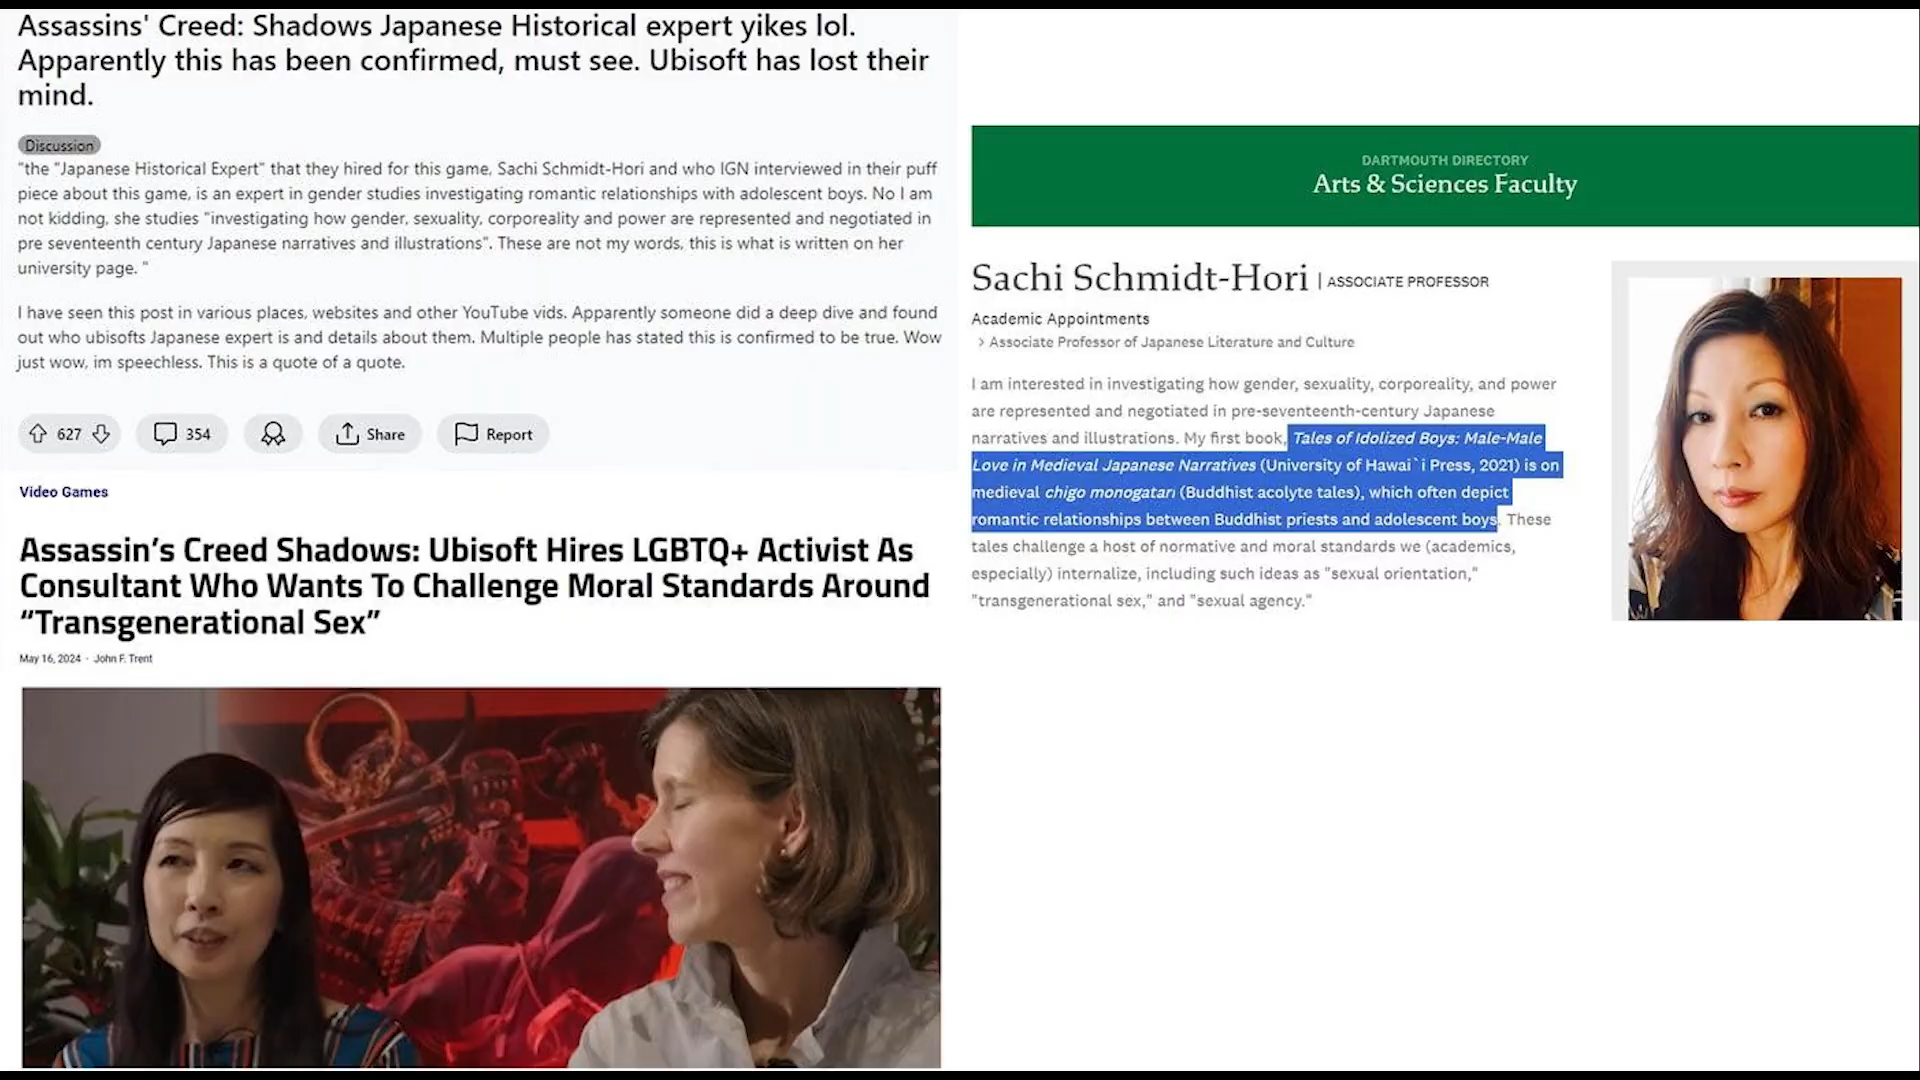 Assassins' Creed: Shadows Japanese Historical expert yikes lol.
Apparently this has been confirmed, must see. Ubisoft has lost their
mind.
Discussion
"the "Japanese Historical Expert" that they hired for this game, Sachi Schmidt-Hori and who IGN interviewed in their puff
piece about this game, is an expert in gender studies investigating romantic relationships with adolescent boys. No I am
not kidding, she studies "investigating how gender, sexuality, corporeality and power are represented and negotiated in
pre seventeenth century Japanese narratives and illustrations". These are not my words, this is what is written on her
university page. "
I have seen this post in various places, websites and other YouTube vids. Apparently someone did a deep dive and found
out who ubisofts Japanese expert is and details about them. Multiple people has stated this is confirmed to be true. Wow
just wow, im speechless. This is a quote of a quote.
627 354 Share Report
Video Games
Assassin’s Creed Shadows: Ubisoft Hires LGBTQ+ Activist As
Consultant Who Wants To Challenge Moral Standards Around
“Transgenerational Sex”
May 16, 2024 · John F. Trent
DARTMOUTH DIRECTORY
Arts & Sciences Faculty
Sachi Schmidt-Hori | ASSOCIATE PROFESSOR
Academic Appointments
> Associate Professor of Japanese Literature and Culture
I am interested in investigating how gender, sexuality, corporeality, and power
are represented and negotiated in pre-seventeenth-century Japanese
narratives and illustrations. My first book, Tales of Idolized Boys: Male-Male
Love in Medieval Japanese Narratives (University of Hawai`i Press, 2021) is on
medieval chigo monogatari (Buddhist acolyte tales), which often depict
romantic relationships between Buddhist priests and adolescent boys. These
tales challenge a host of normative and moral standards we (academics,
especially) internalize, including such ideas as "sexual orientation,"
"transgenerational sex," and "sexual agency."